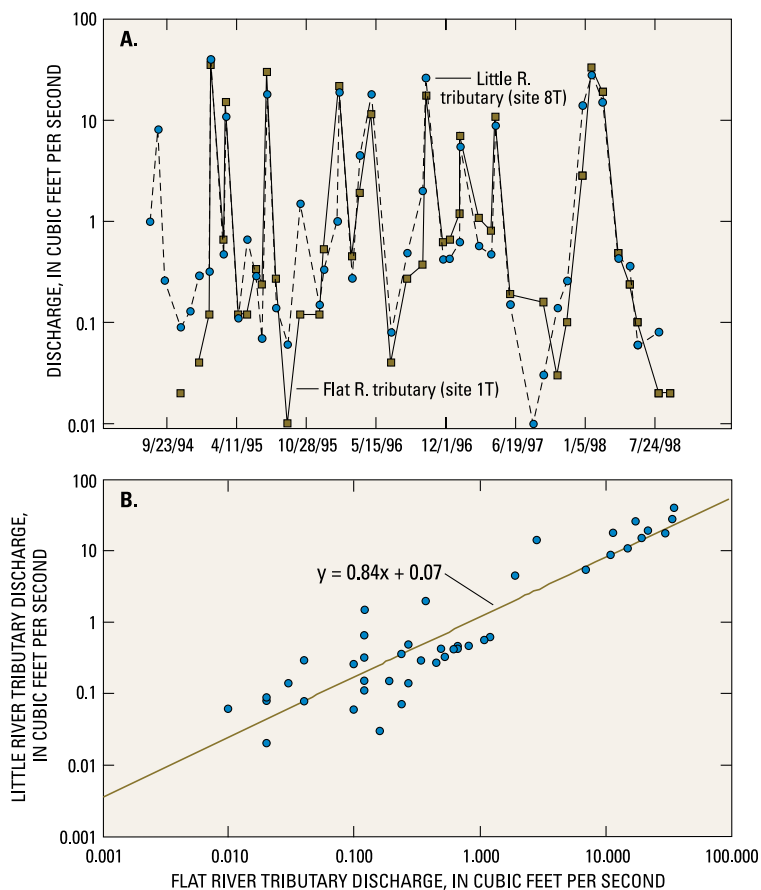 A.
100
10
1
0.1
0.01
DISCHARGE, IN CUBIC FEET PER SECOND
Little R.
tributary (site 8T)
Flat R. tributary (site 1T)
9/23/94 4/11/95 10/28/95 5/15/96 12/1/96 6/19/97 1/5/98 7/24/98
B.
100
10
1
0.1
0.01
0.001
LITTLE RIVER TRIBUTARY DISCHARGE,
IN CUBIC FEET PER SECOND
y = 0.84x + 0.07
0.001 0.010 0.100 1.000 10.000 100.000
FLAT RIVER TRIBUTARY DISCHARGE, IN CUBIC FEET PER SECOND